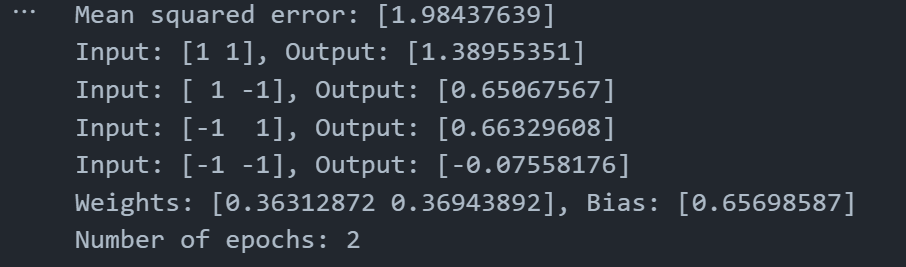 ... Mean squared error: [1.98437639]
Input: [1 1], Output: [1.38955351]
Input: [ 1 -1], Output: [0.65067567]
Input: [-1  1], Output: [0.66329608]
Input: [-1 -1], Output: [-0.07558176]
Weights: [0.36312872 0.36943892], Bias: [0.65698587]
Number of epochs: 2